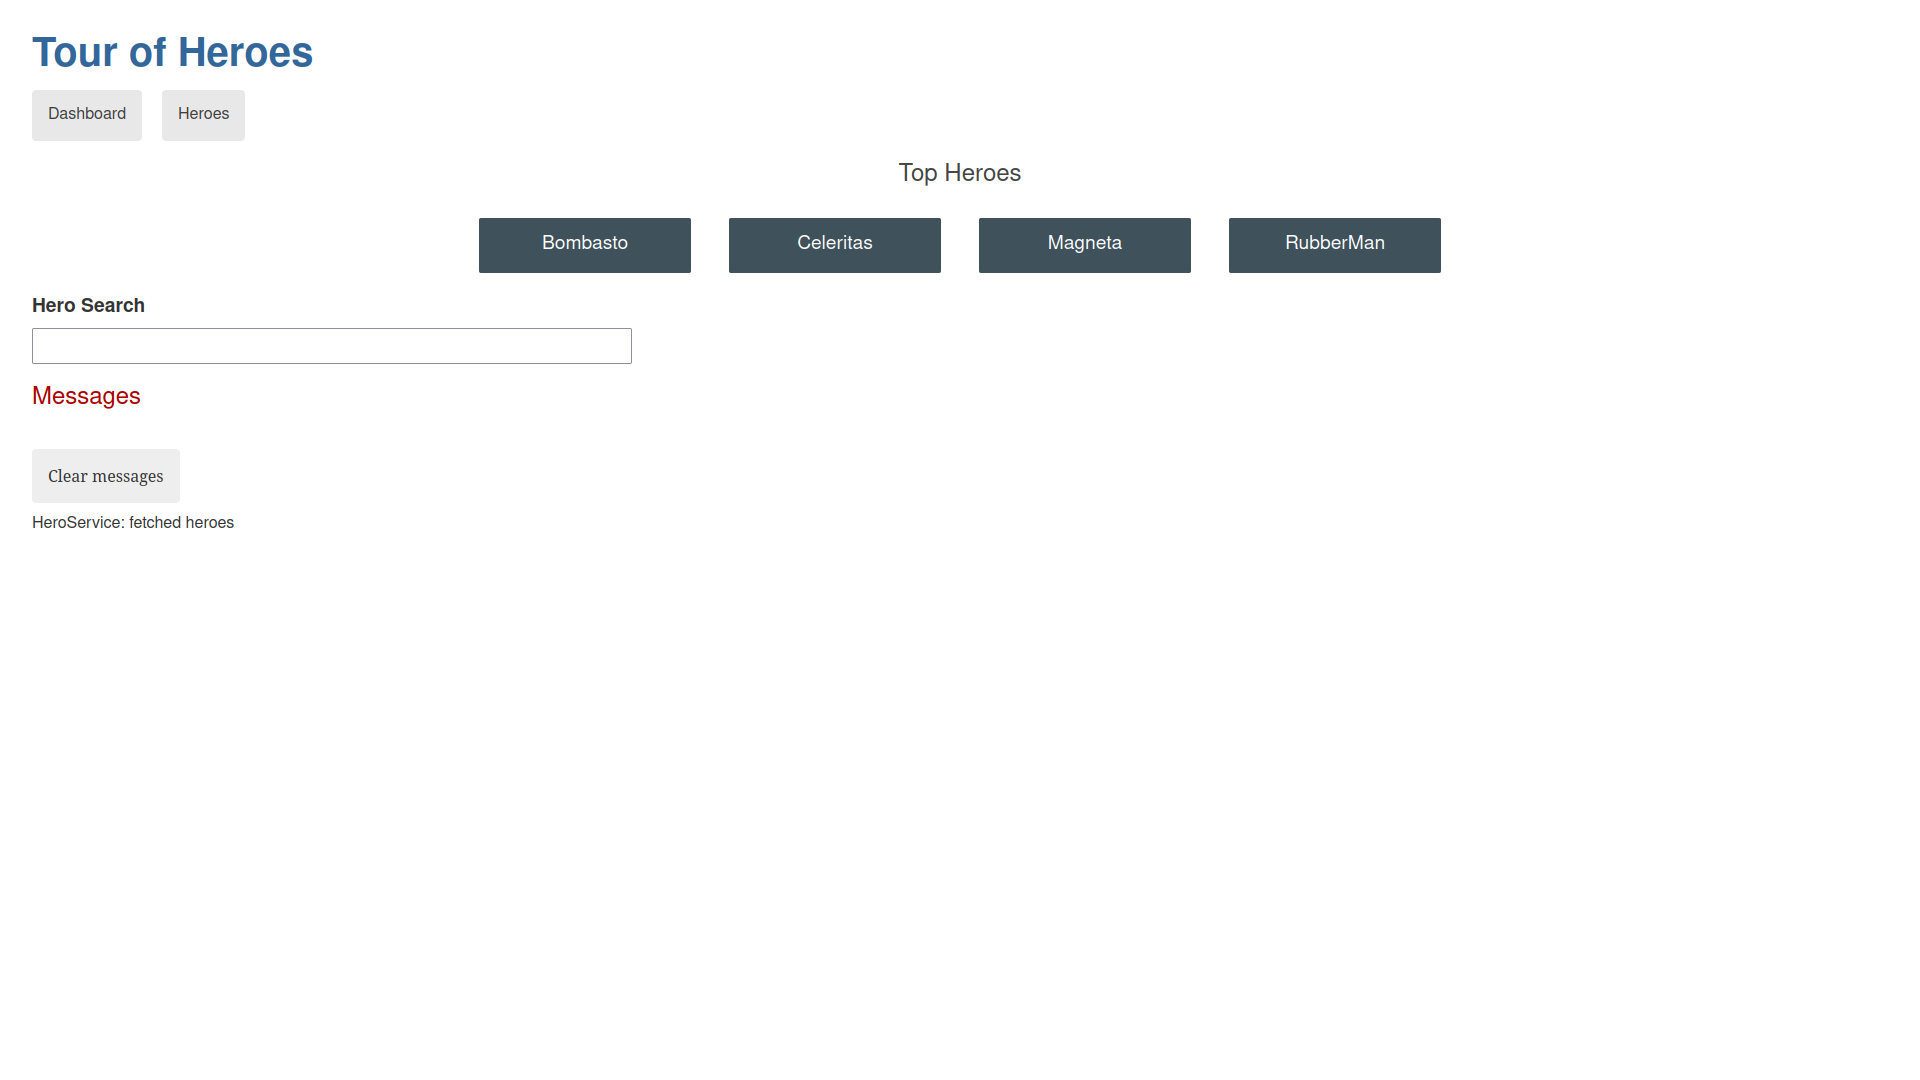 Tour of Heroes
Dashboard Heroes
Top Heroes
Bombasto Celeritas Magneta RubberMan
Hero Search
Messages
Clear messages
HeroService: fetched heroes